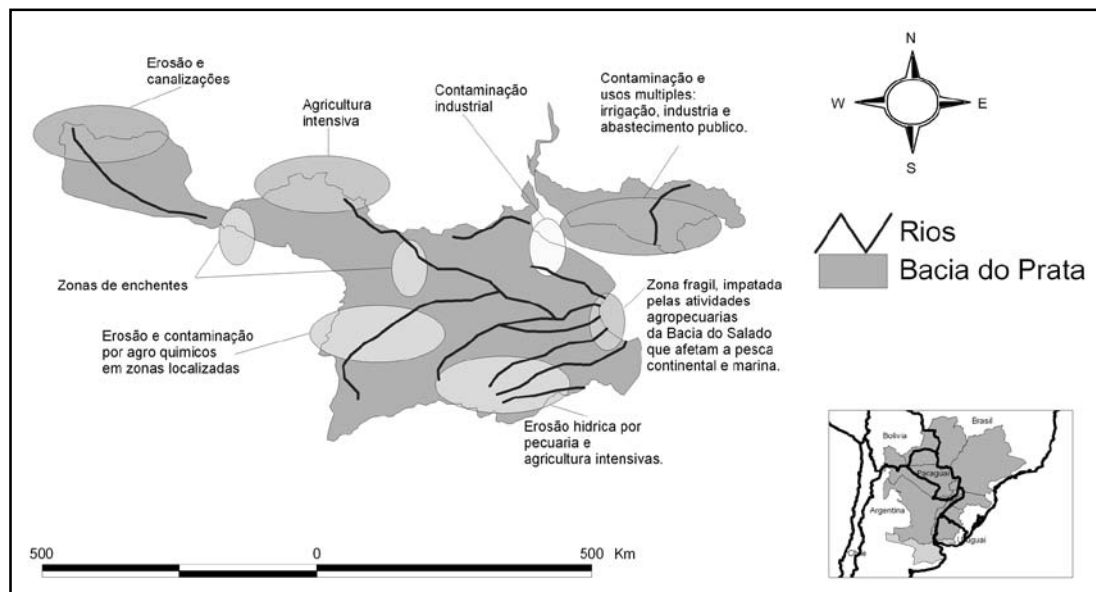 Erosão e
canalizações
Agricultura
intensiva
Contaminação
industrial
Contaminação e
usos multiples:
irrigação, industria e
abastecimento publico.
N
W
E
S
Rios
Bacia do Prata
Zonas de enchentes
Erosão e contaminação
por agro quimicos
em zonas localizadas
Zona fragil, impatada
pelas atividades
agropecuarias
da Bacia do Salado
que afetam a pesca
continental e marina.
Erosão hidrica por
pecuaria e
agricultura intensivas.
Bolivia
Brasil
Paraguai
Argentina
Chile
Uruguai
500
0
500
Km